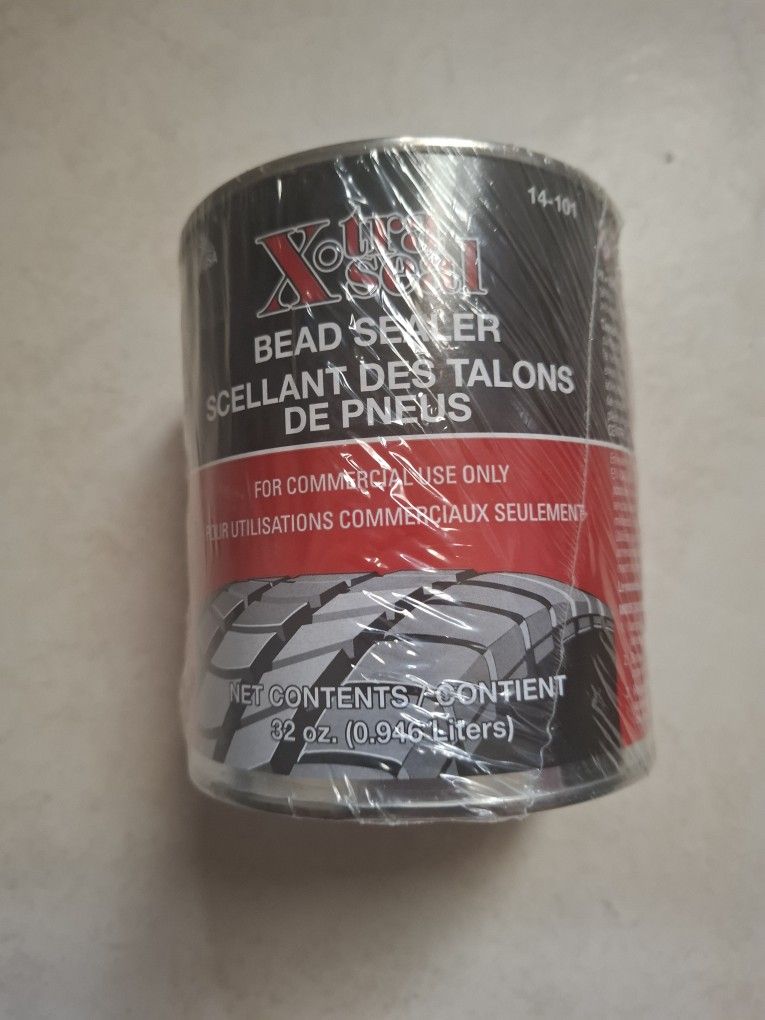 14-101
X-tra
seal
BEAD SEALER
SCELLANT DES TALONS
DE PNEUS
FOR COMMERCIAL USE ONLY
POUR UTILISATIONS COMMERCIAUX SEULEMENT
NET CONTENTS / CONTIENT
32 oz. (0.946 Liters)